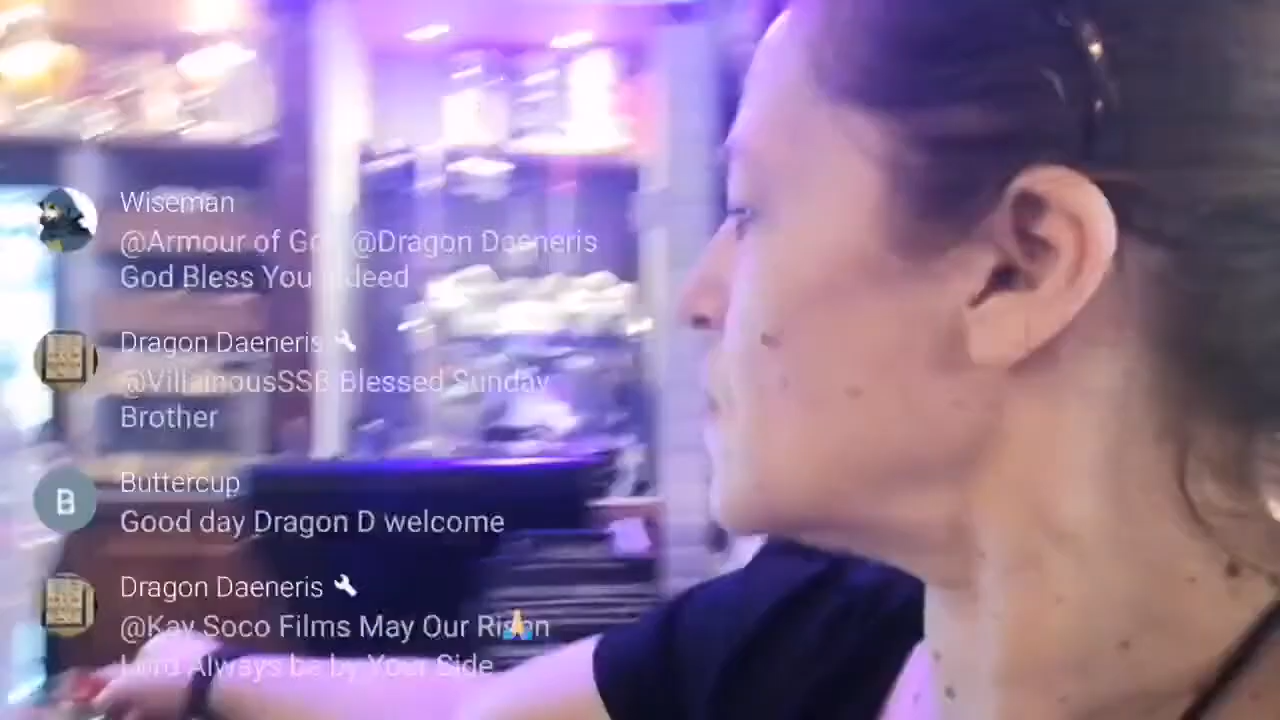 Wiseman
@Armour of @Dragon Daeneris
God Bless You
Dragon Daeneris
@VillainousSSB Blessed Sunday
Brother
B
Buttercup
Good day Dragon D welcome
Dragon Daeneris
@Kay Soco Films May Our Risen
Lord Always be by Your Side